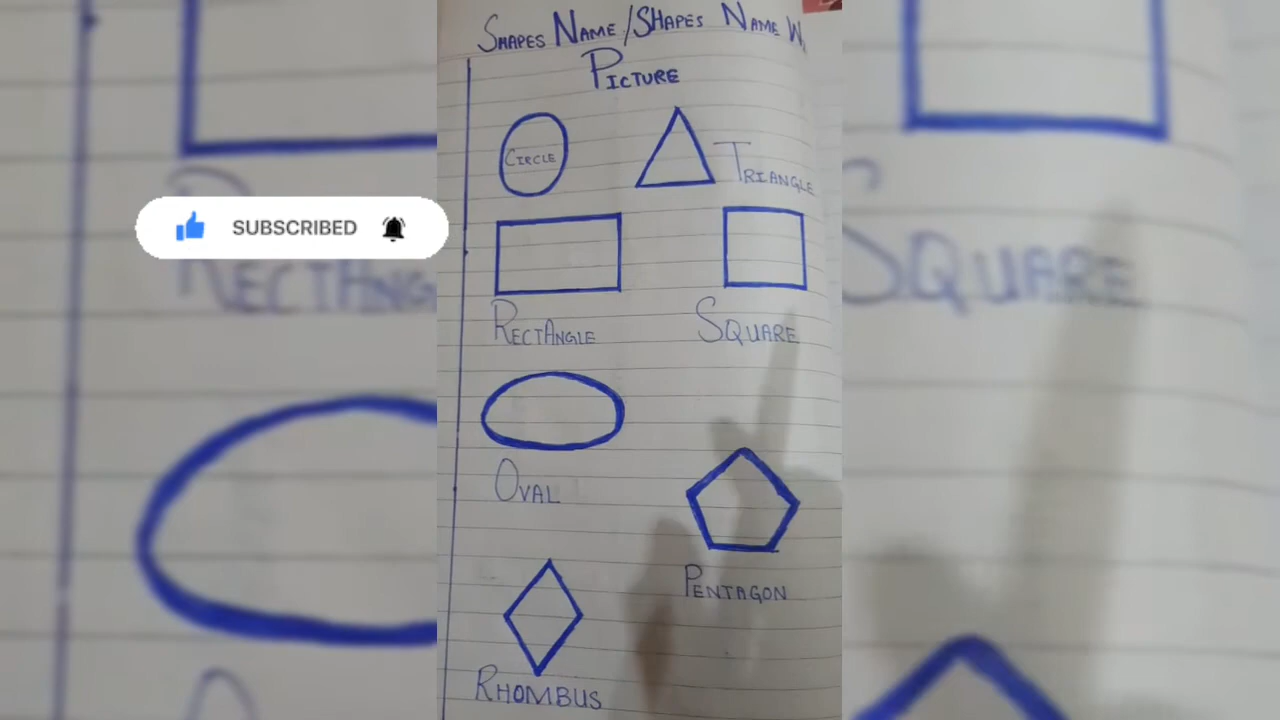 SHAPES NAME/SHAPES NAME W
PICTURE
CIRCLE
TRIANGLE
SUBSCRIBED
RECTANGLE
SQUARE
OVAL
PENTAGON
RHOMBUS